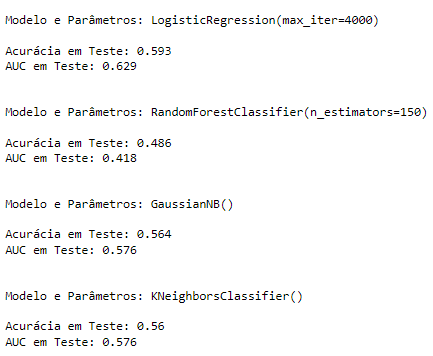 Modelo e Parâmetros: LogisticRegression(max_iter=4000)
Acurácia em Teste: 0.593
AUC em Teste: 0.629
Modelo e Parâmetros: RandomForestClassifier(n_estimators=150)
Acurácia em Teste: 0.486
AUC em Teste: 0.418
Modelo e Parâmetros: GaussianNB()
Acurácia em Teste: 0.564
AUC em Teste: 0.576
Modelo e Parâmetros: KNeighborsClassifier()
Acurácia em Teste: 0.56
AUC em Teste: 0.576